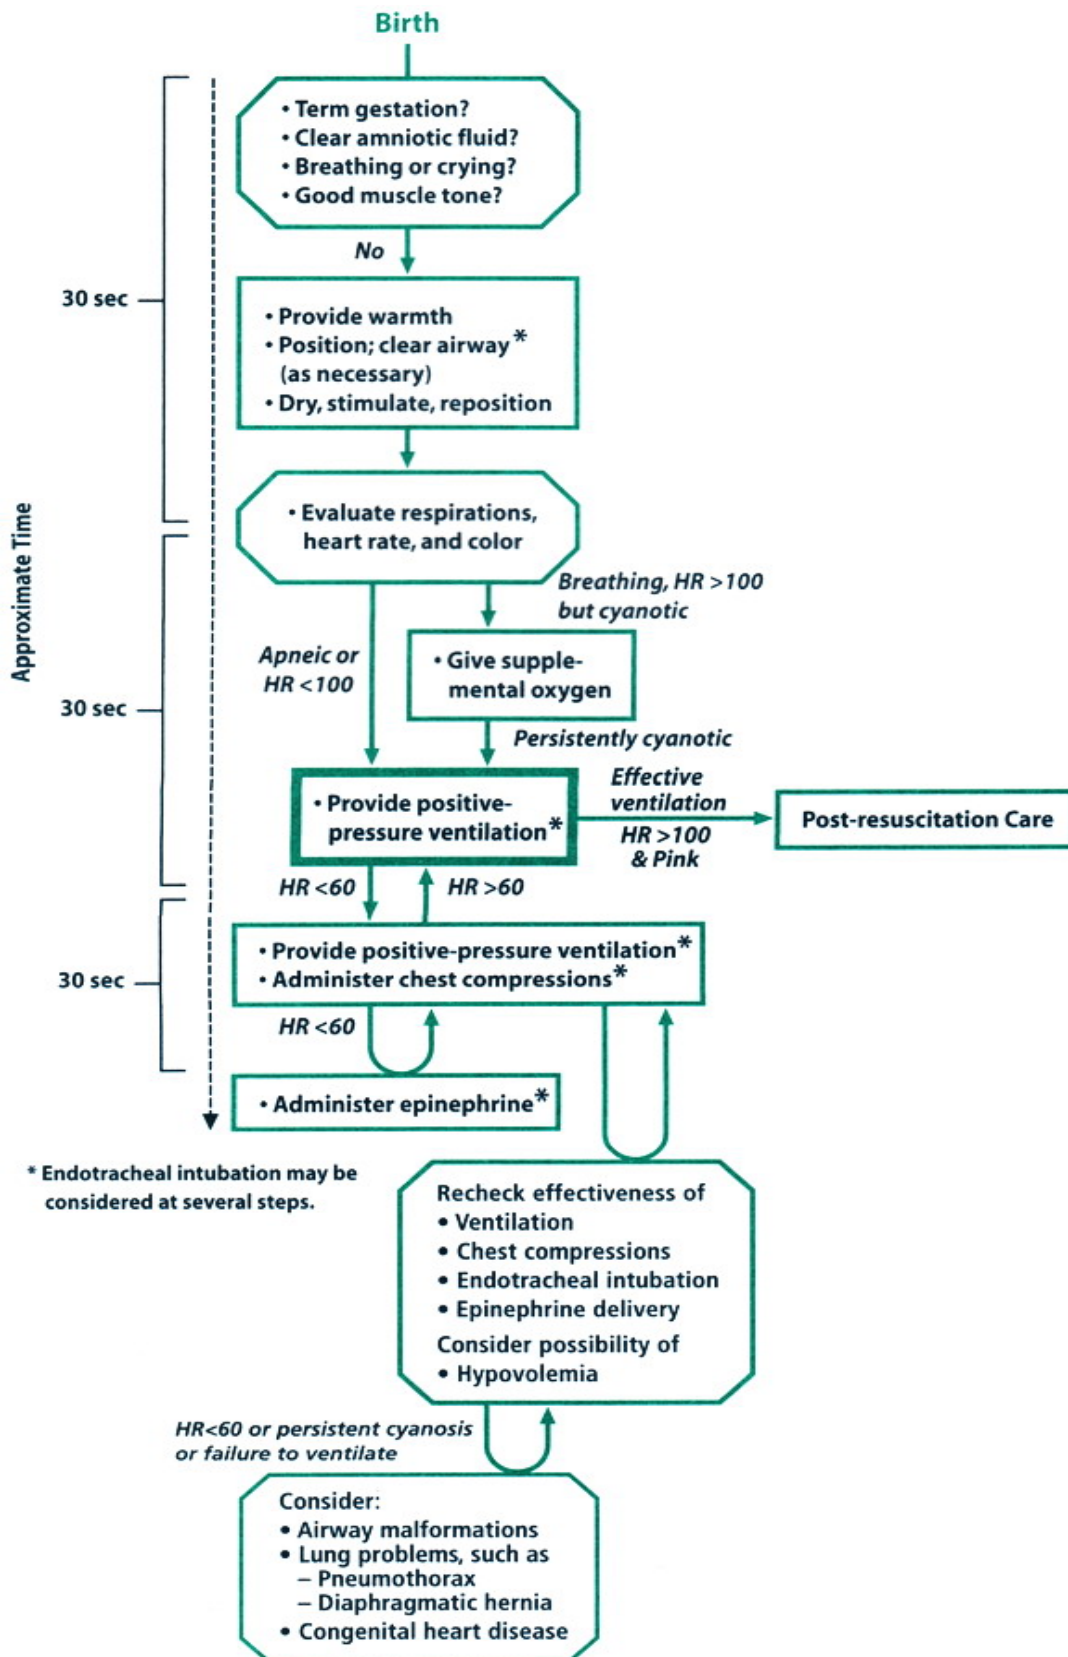 Birth
• Term gestation?
• Clear amniotic fluid?
• Breathing or crying?
• Good muscle tone?
No
30 sec
• Provide warmth
• Position; clear airway*
(as necessary)
• Dry, stimulate, reposition
Approximate Time
• Evaluate respirations,
heart rate, and color
Breathing, HR >100
but cyanotic
Apneic or
HR <100
• Give supple-
mental oxygen
30 sec
Persistently cyanotic
• Provide positive-
pressure ventilation*
Effective
ventilation
HR >100
& Pink
Post-resuscitation Care
HR <60
HR >60
30 sec
• Provide positive-pressure ventilation*
• Administer chest compressions*
HR <60
• Administer epinephrine*
* Endotracheal intubation may be
considered at several steps.
Recheck effectiveness of
• Ventilation
• Chest compressions
• Endotracheal intubation
• Epinephrine delivery
Consider possibility of
• Hypovolemia
HR<60 or persistent cyanosis
or failure to ventilate
Consider:
• Airway malformations
• Lung problems, such as
– Pneumothorax
– Diaphragmatic hernia
• Congenital heart disease